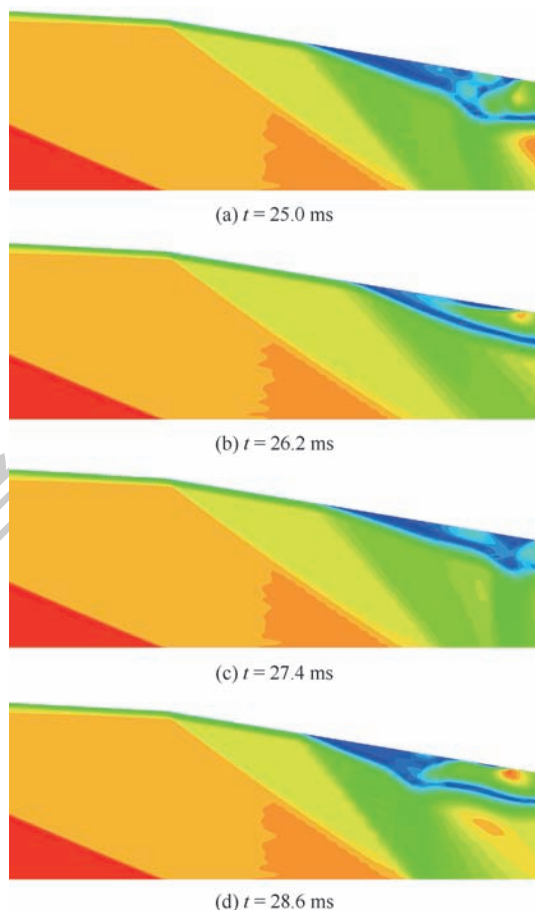 (a) t = 25.0 ms
(b) t = 26.2 ms
(c) t = 27.4 ms
(d) t = 28.6 ms